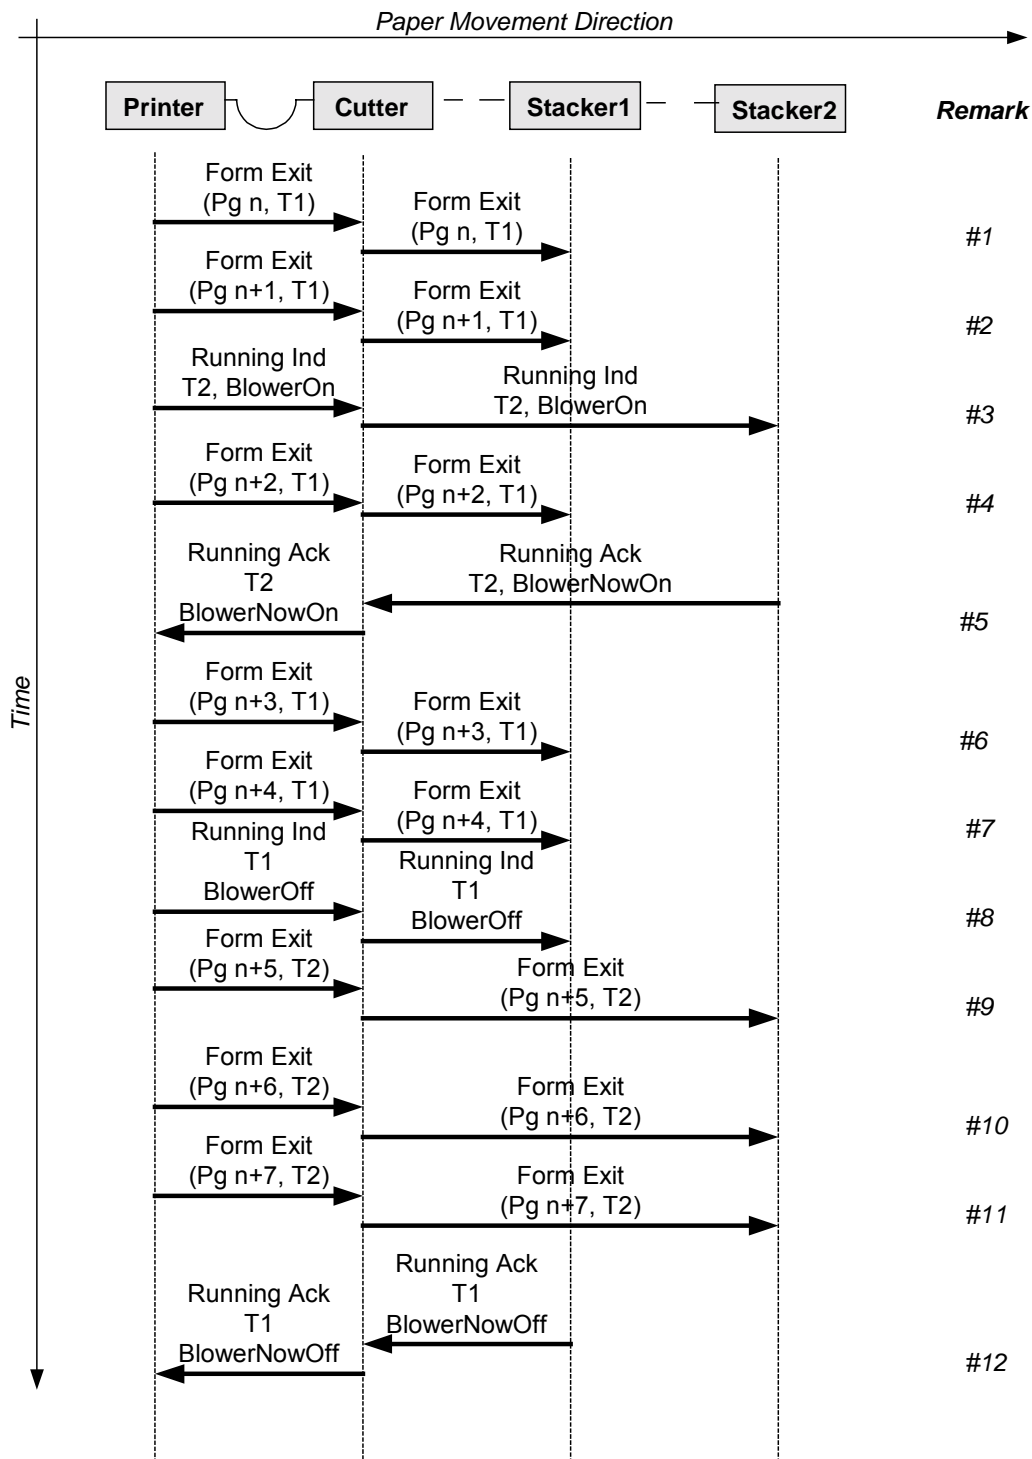 Paper Movement Direction
Printer
Cutter
Stacker1
Stacker2
Remark
Form Exit
(Pg n, T1)
Form Exit
(Pg n, T1)
#1
Form Exit
(Pg n+1, T1)
Form Exit
(Pg n+1, T1)
#2
Running Ind
T2, BlowerOn
Running Ind
T2, BlowerOn
#3
Form Exit
(Pg n+2, T1)
Form Exit
(Pg n+2, T1)
#4
Running Ack
T2, BlowerNowOn
Running Ack
T2
BlowerNowOn
#5
Time
Form Exit
(Pg n+3, T1)
Form Exit
(Pg n+3, T1)
#6
Form Exit
(Pg n+4, T1)
Form Exit
(Pg n+4, T1)
#7
Running Ind
T1
BlowerOff
Running Ind
T1
BlowerOff
#8
Form Exit
(Pg n+5, T2)
Form Exit
(Pg n+5, T2)
#9
Form Exit
(Pg n+6, T2)
Form Exit
(Pg n+6, T2)
#10
Form Exit
(Pg n+7, T2)
Form Exit
(Pg n+7, T2)
#11
Running Ack
T1
BlowerNowOff
Running Ack
T1
BlowerNowOff
#12